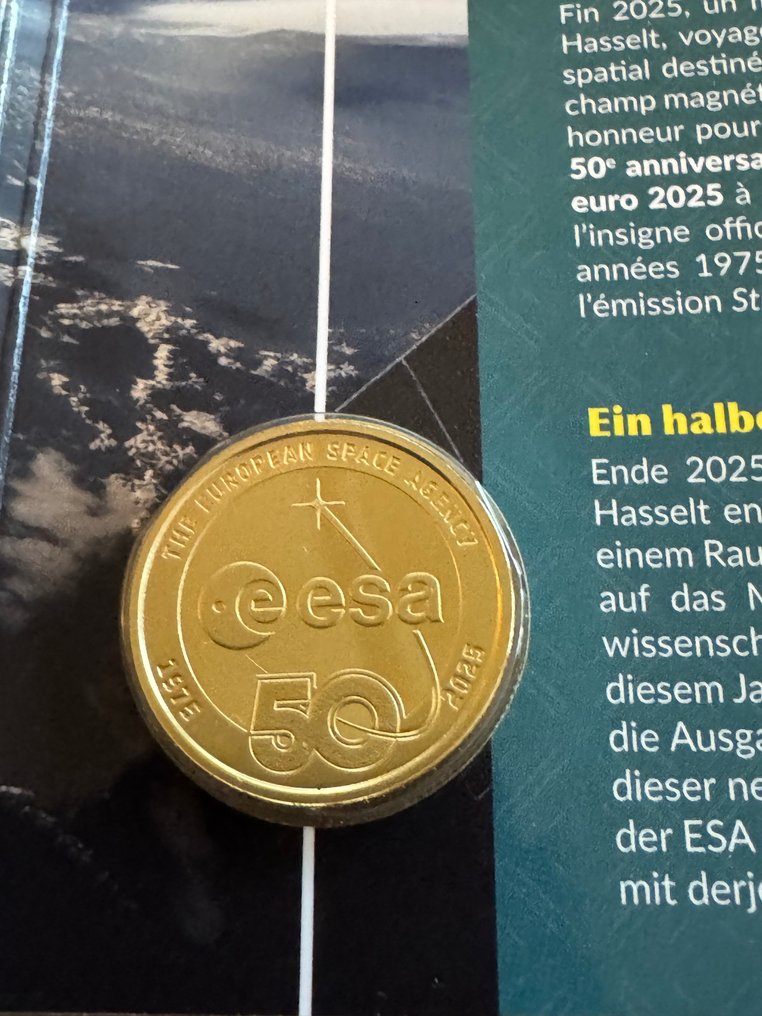 Fin 2025, un
Hasselt, voyag
spatial destiné
champ magnét
honneur pour
50e anniversa
euro 2025 à
l'insigne offic
années 1975
l'émission St
Ein halb
Ende 2025
Hasselt en
einem Rau
auf das N
wissensch
diesem Ja
die Ausga
dieser ne
der ESA
mit derj
THE EUROPEAN SPACE AGENCY
eesa
50
1975
2025